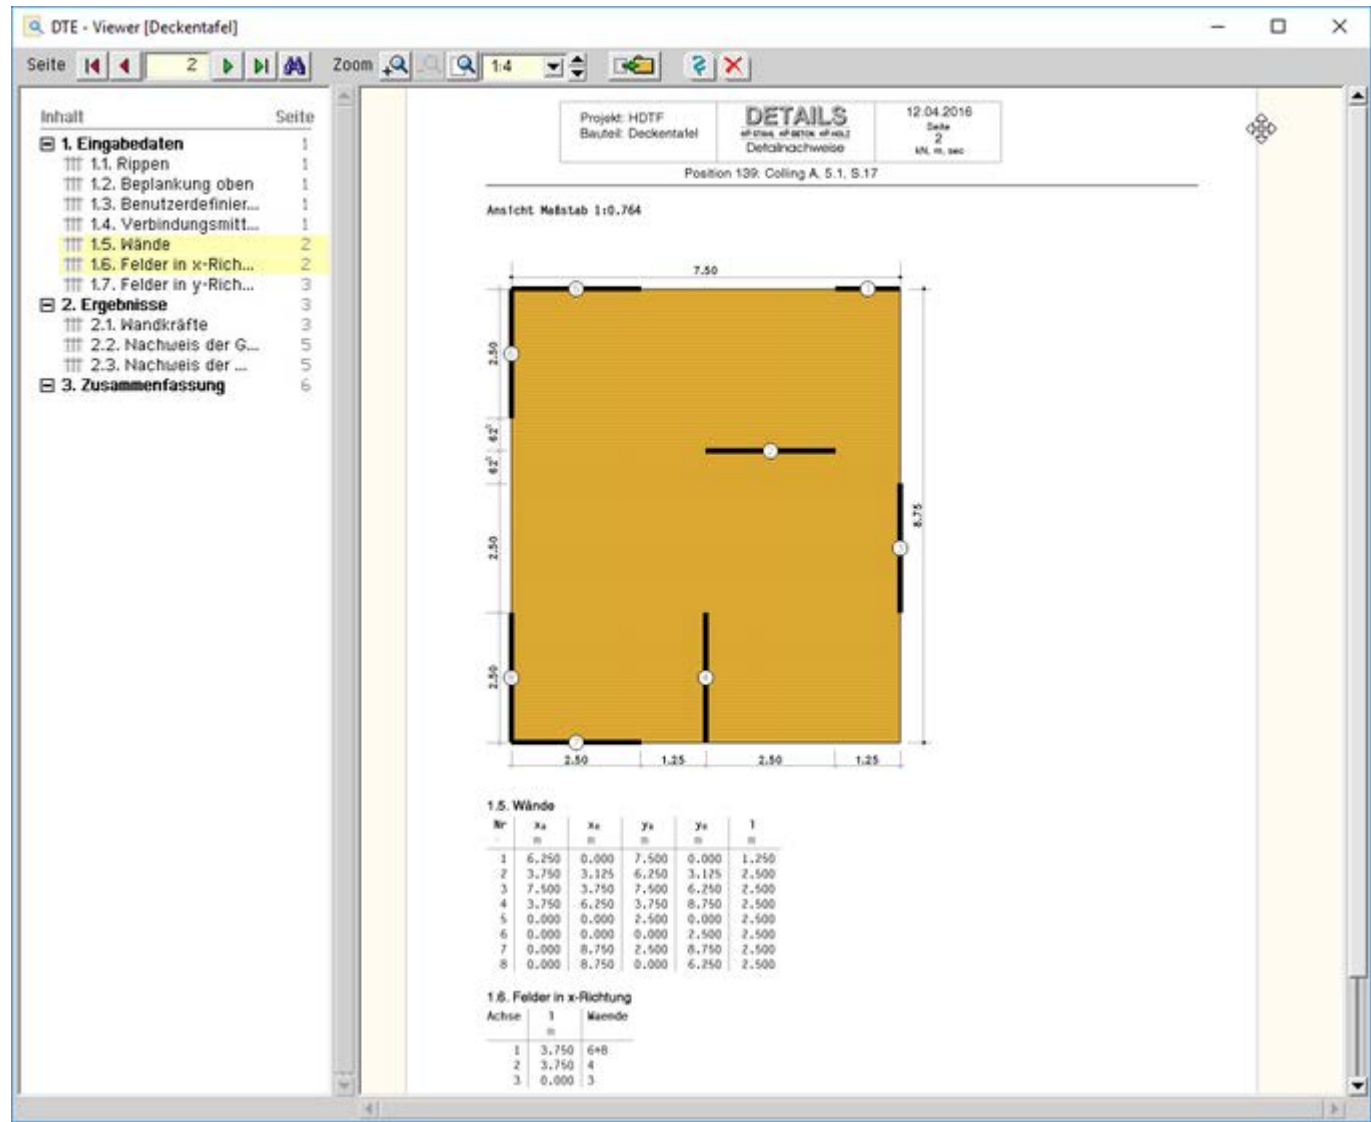 DTE - Viewer [Deckentafel]
Seite 2 Zoom 1:4
Inhalt Seite
1. Eingabedaten 1
1.1. Rippen 1
1.2. Beplankung oben 1
1.3. Benutzerdefinier... 1
1.4. Verbindungsmitt... 1
1.5. Wände 2
1.6. Felder in x-Rich... 2
1.7. Felder in y-Rich... 3
2. Ergebnisse 3
2.1. Wandkräfte 3
2.2. Nachweis der G... 5
2.3. Nachweis der ... 5
3. Zusammenfassung 6
Projekt: HDTF
Bauteil: Deckentafel
DETAILS
Detailnachweise
12.04.2016
Seite
2
kN, m, sec
Position 139: Colling A, 5.1, S.17
Ansicht Maßstab 1:0.764
7.50
2.50
62⁵
62⁵
2.50
2.50
8.75
2.50 1.25 2.50 1.25
1.5. Wände
Nr xa xe ya ye l
m m m m m
1 6.250 0.000 7.500 0.000 1.250
2 3.750 3.125 6.250 3.125 2.500
3 7.500 3.750 7.500 6.250 2.500
4 3.750 6.250 3.750 8.750 2.500
5 0.000 0.000 2.500 0.000 2.500
6 0.000 0.000 0.000 2.500 2.500
7 0.000 8.750 2.500 8.750 2.500
8 0.000 8.750 0.000 6.250 2.500
1.6. Felder in x-Richtung
Achse l Waende
m
1 3.750 6+8
2 3.750 4
3 0.000 3